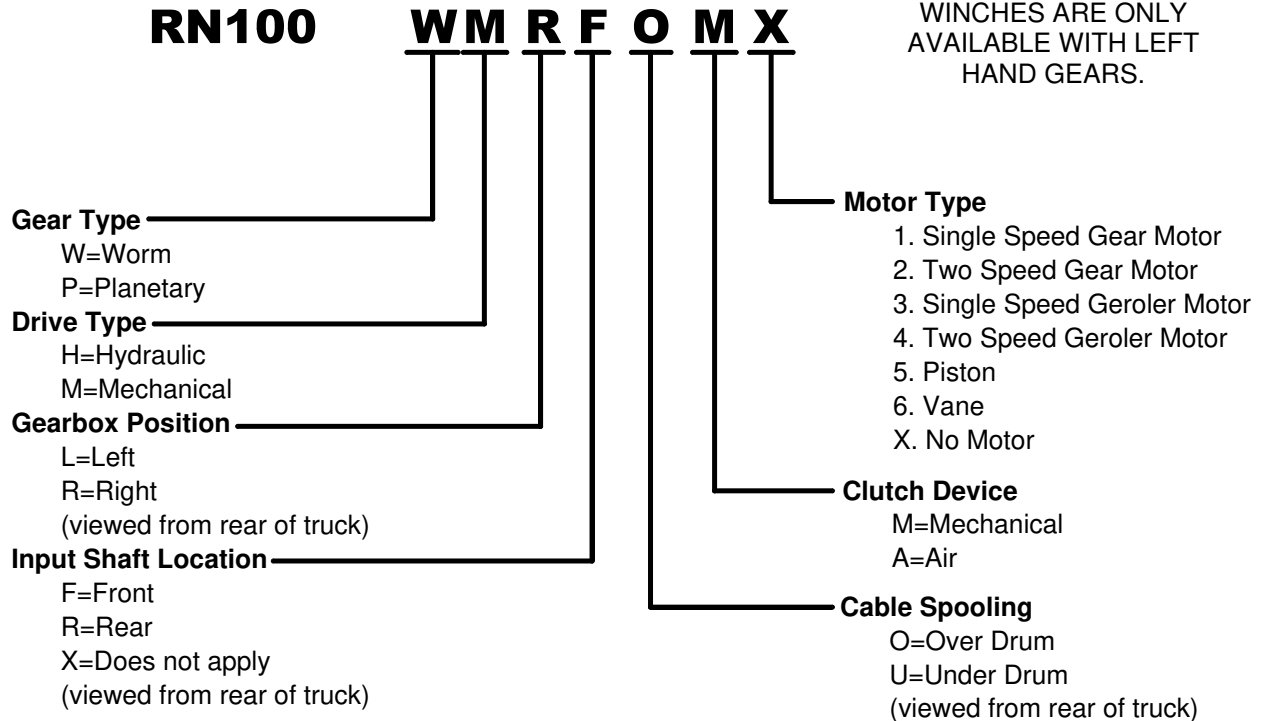 RN100 W M R F O M X
WINCHES ARE ONLY
AVAILABLE WITH LEFT
HAND GEARS.
Gear Type
W=Worm
P=Planetary
Drive Type
H=Hydraulic
M=Mechanical
Gearbox Position
L=Left
R=Right
(viewed from rear of truck)
Input Shaft Location
F=Front
R=Rear
X=Does not apply
(viewed from rear of truck)
Motor Type
1. Single Speed Gear Motor
2. Two Speed Gear Motor
3. Single Speed Geroler Motor
4. Two Speed Geroler Motor
5. Piston
6. Vane
X. No Motor
Clutch Device
M=Mechanical
A=Air
Cable Spooling
O=Over Drum
U=Under Drum
(viewed from rear of truck)